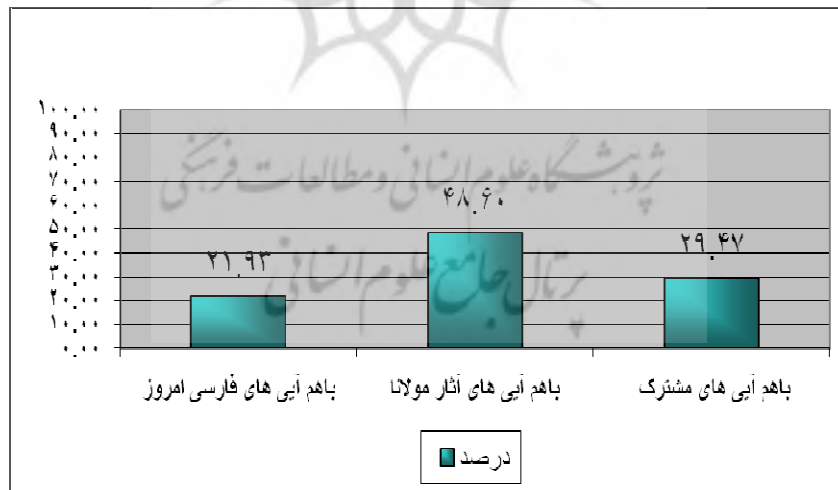 ۱۰۰.۰۰
۹۰.۰۰
۸۰.۰۰
۷۰.۰۰
۶۰.۰۰
۵۰.۰۰
۴۰.۰۰
۳۰.۰۰
۲۰.۰۰
۱۰.۰۰
۰.۰۰
پژوهشگاه علوم انسانی و مطالعات فرهنگی
پرتال جامع علوم انسانی
۲۱.۹۳
۴۸.۶۰
۲۹.۴۷
باهم آیی های فارسی امروز
باهم آیی های آثار مولانا
باهم آیی های مشترک
درصد